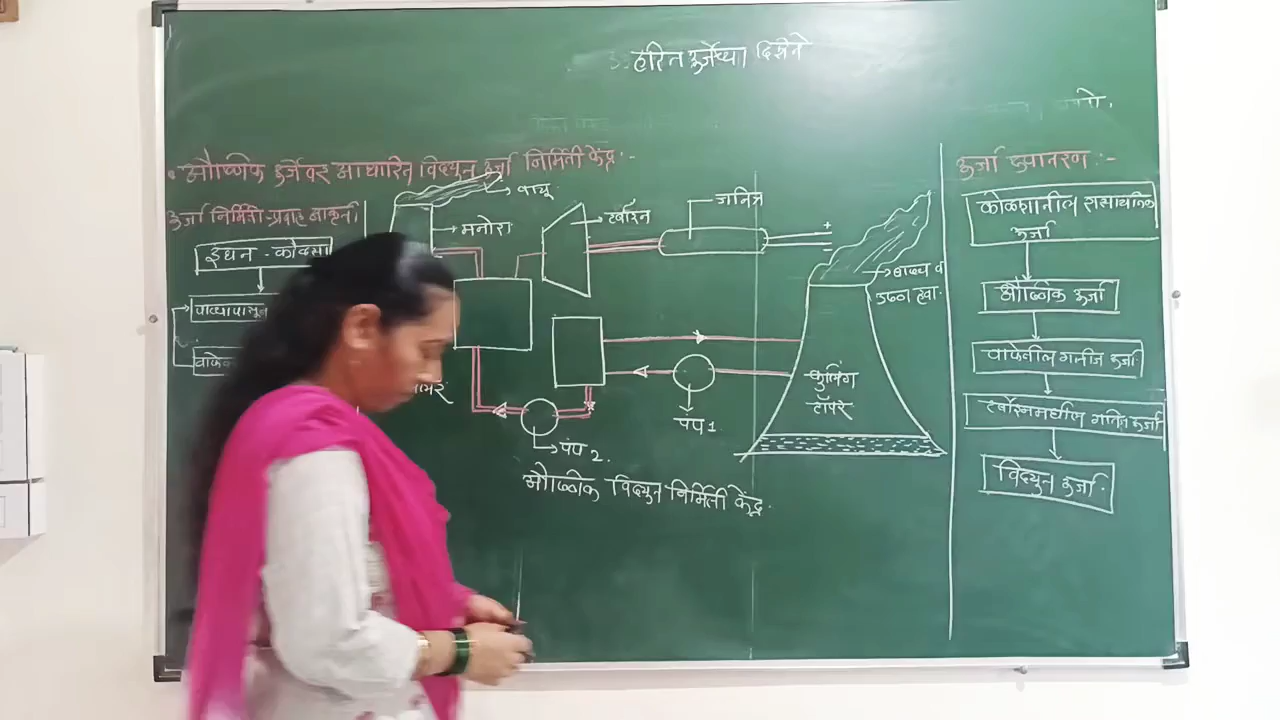 हरित ऊर्जेच्या दिशेने
औष्णिक ऊर्जेवर आधारित विद्युत ऊर्जा निर्मिती केंद्र :-
ऊर्जा निर्मिती-प्रवाह आकृती
इंधन - कोळसा
पाण्यापासून
वायू
मनोरा
टर्बाइन
जनित्र
+
बाष्प व
उष्ण हवा.
कुलिंग
टॉवर
पंप 1
पंप 2.
औष्णिक विद्युत निर्मिती केंद्र.
ऊर्जा रुपांतरण :-
कोळशातील रासायनिक
ऊर्जा
औष्णिक ऊर्जा
वाफेतील गतीज ऊर्जा
टर्बाइनमधील गतिज ऊर्जा
विद्युत ऊर्जा.